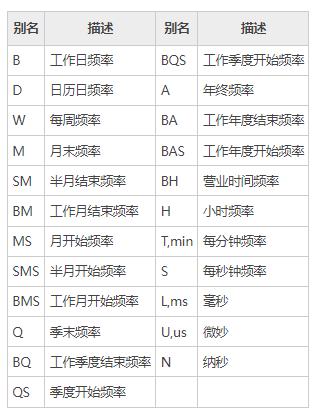 别名 描述 别名 描述
B 工作日频率 BQS 工作季度开始频率
D 日历日频率 A 年终频率
W 每周频率 BA 工作年度结束频率
M 月末频率 BAS 工作年度开始频率
SM 半月结束频率 BH 营业时间频率
BM 工作月结束频率 H 小时频率
MS 月开始频率 T,min 每分钟频率
SMS 半月开始频率 S 每秒钟频率
BMS 工作月开始频率 L,ms 毫秒
Q 季末频率 U,us 微妙
BQ 工作季度结束频率 N 纳秒
QS 季度开始频率